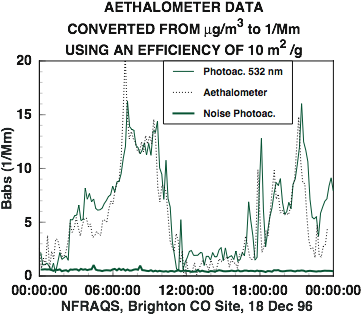 AETHALOMETER DATA
CONVERTED FROM µg/m³ to 1/Mm
USING AN EFFICIENCY OF 10 m² /g
Photoac. 532 nm
Aethalometer
Noise Photoac.
Babs (1/Mm)
20
15
10
5
0
00:00:00 06:00:00 12:00:00 18:00:00 00:00:00
NFRAQS, Brighton CO Site, 18 Dec 96